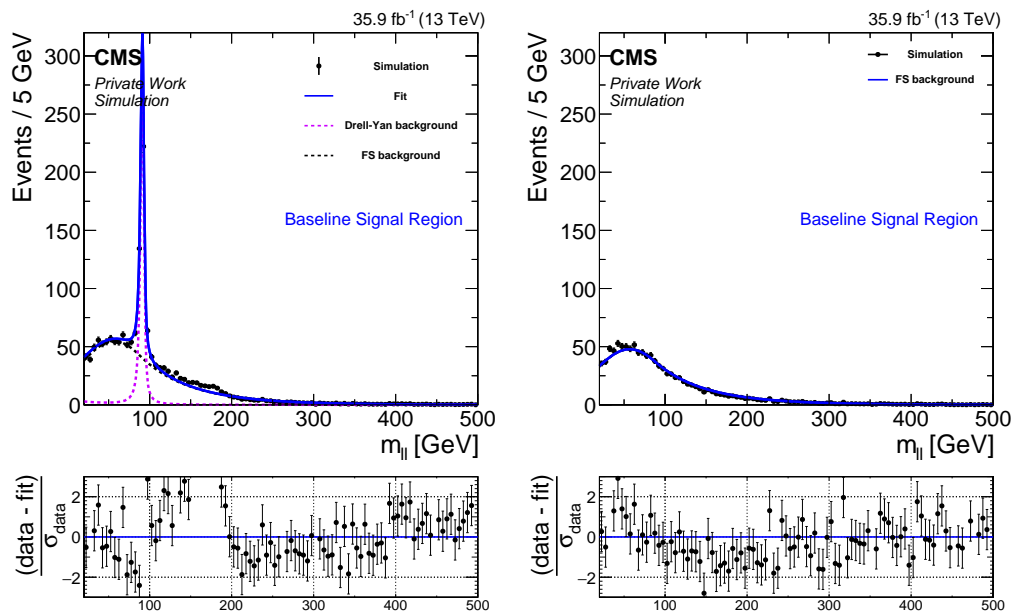 35.9 fb⁻¹ (13 TeV)
CMS
Private Work
Simulation
Simulation
Fit
Drell-Yan background
FS background
Baseline Signal Region
Events / 5 GeV
300
250
200
150
100
50
0
100 200 300 400 500
m_ll [GeV]
(data - fit)
σ_data
2
0
−2
100 200 300 400 500
35.9 fb⁻¹ (13 TeV)
CMS
Private Work
Simulation
Simulation
FS background
Baseline Signal Region
Events / 5 GeV
300
250
200
150
100
50
0
100 200 300 400 500
m_ll [GeV]
(data - fit)
σ_data
2
0
−2
100 200 300 400 500